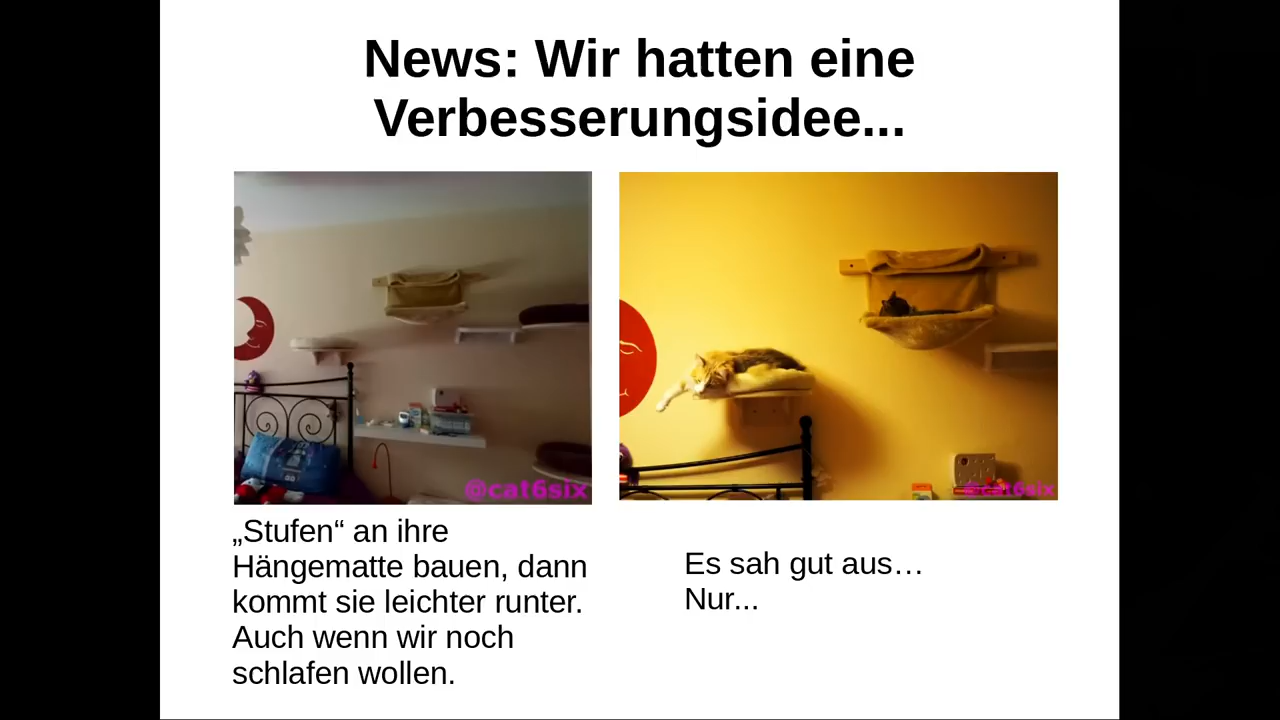 News: Wir hatten eine
Verbesserungsidee...
@cat6six
@cat6six
„Stufen“ an ihre
Hängematte bauen, dann
kommt sie leichter runter.
Auch wenn wir noch
schlafen wollen.
Es sah gut aus…
Nur...